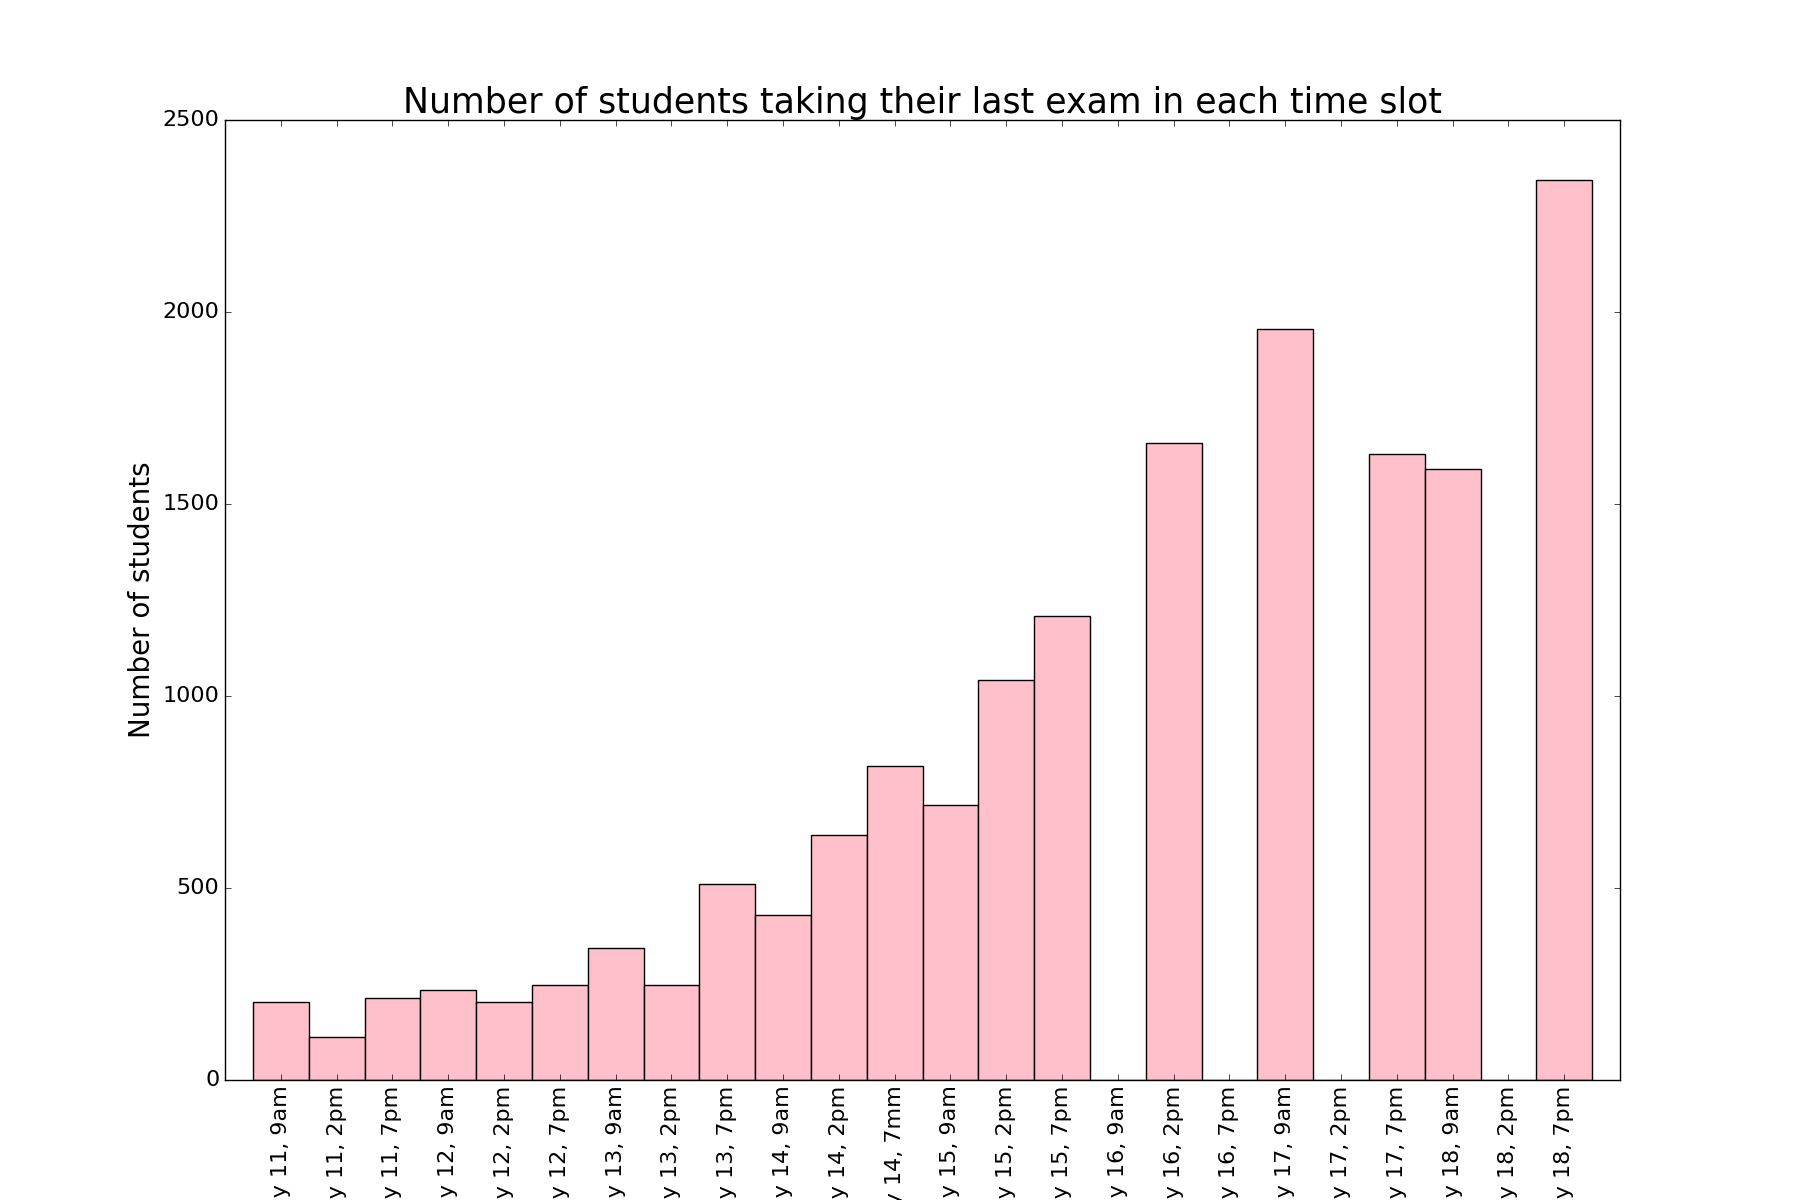 Number of students taking their last exam in each time slot
Number of students
2500
2000
1500
1000
500
0
y 11, 9am
y 11, 2pm
y 11, 7pm
y 12, 9am
y 12, 2pm
y 12, 7pm
y 13, 9am
y 13, 2pm
y 13, 7pm
y 14, 9am
y 14, 2pm
y 14, 7mm
y 15, 9am
y 15, 2pm
y 15, 7pm
y 16, 9am
y 16, 2pm
y 16, 7pm
y 17, 9am
y 17, 2pm
y 17, 7pm
y 18, 9am
y 18, 2pm
y 18, 7pm